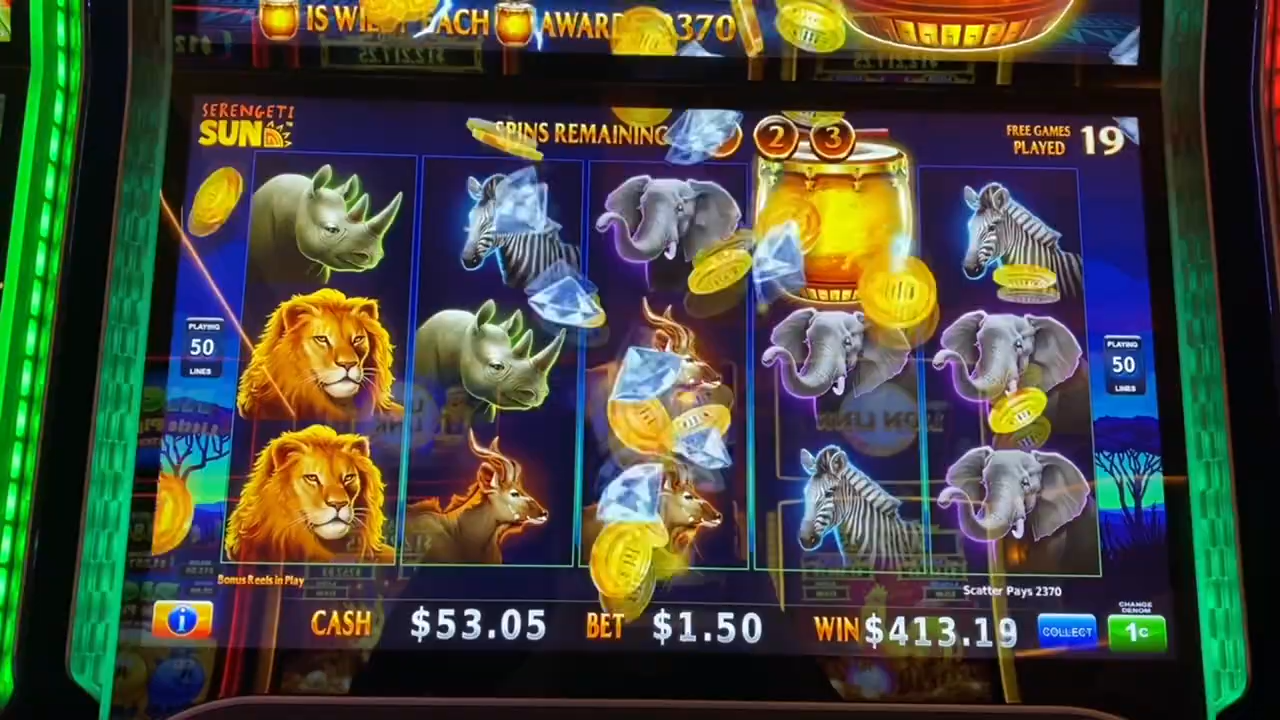 IS WILD. EACH AWARDS 2370
SERENGETI
SUN
SPINS REMAINING
2 3
FREE GAMES
PLAYED 19
PLAYING
50
LINES
PLAYING
50
LINES
Bonus Reels in Play
Scatter Pays 2370
CASH $53.05 BET $1.50 WIN $413.19
COLLECT
CHANGE
DENOM
1¢